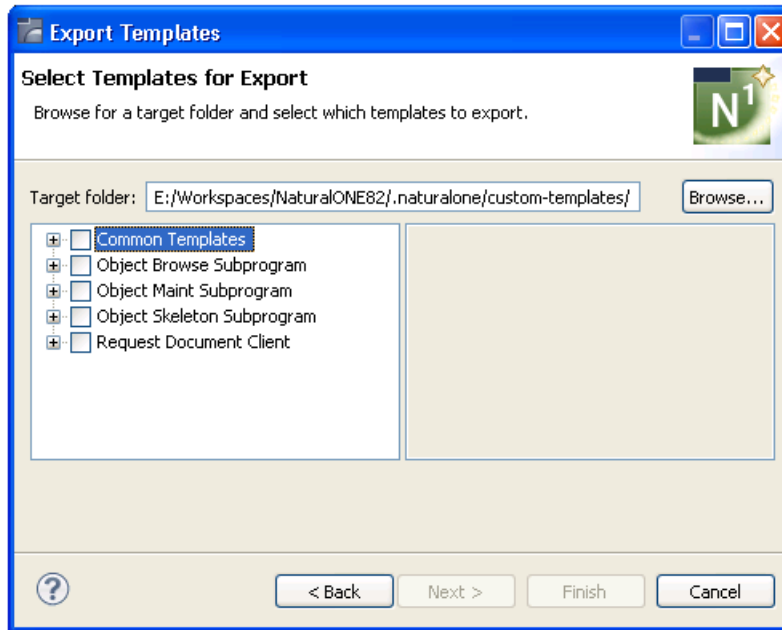 Export Templates
Select Templates for Export
Browse for a target folder and select which templates to export.
N1
Target folder: E:/Workspaces/NaturalONE82/.naturalone/custom-templates/ Browse...
Common Templates
Object Browse Subprogram
Object Maint Subprogram
Object Skeleton Subprogram
Request Document Client
? < Back Next > Finish Cancel